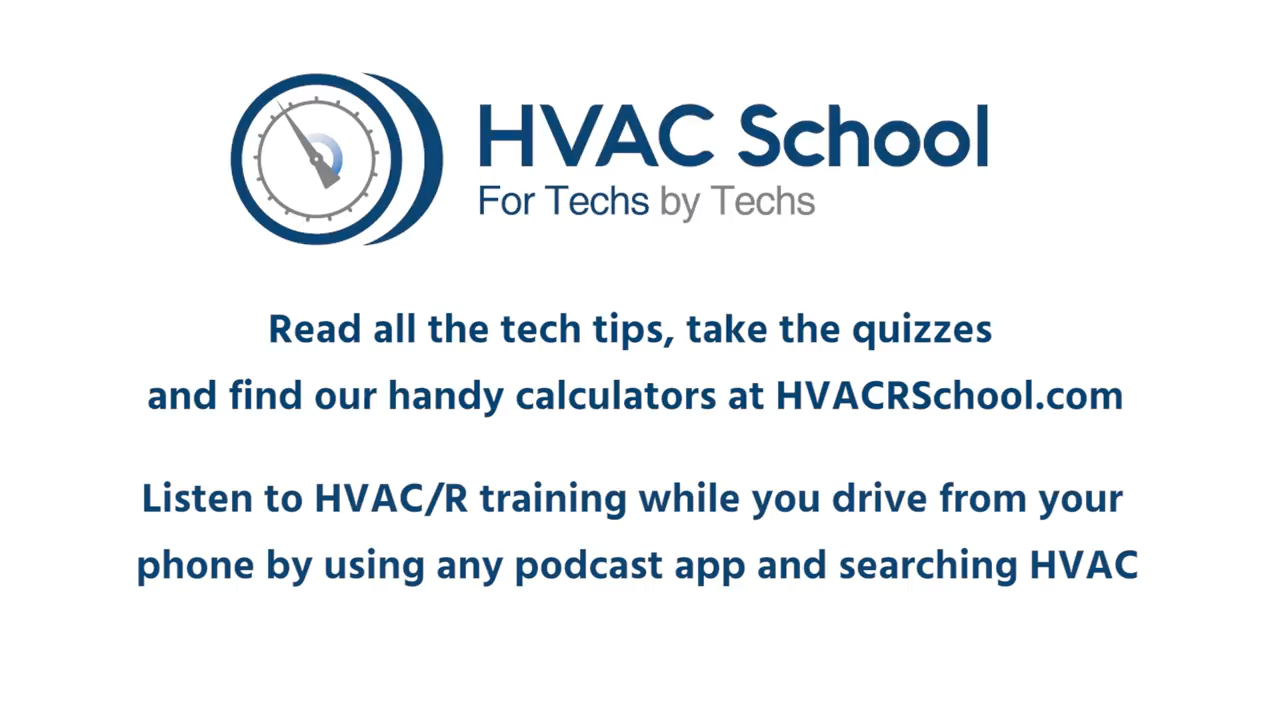 HVAC School
For Techs by Techs
Read all the tech tips, take the quizzes
and find our handy calculators at HVACRSchool.com
Listen to HVAC/R training while you drive from your
phone by using any podcast app and searching HVAC